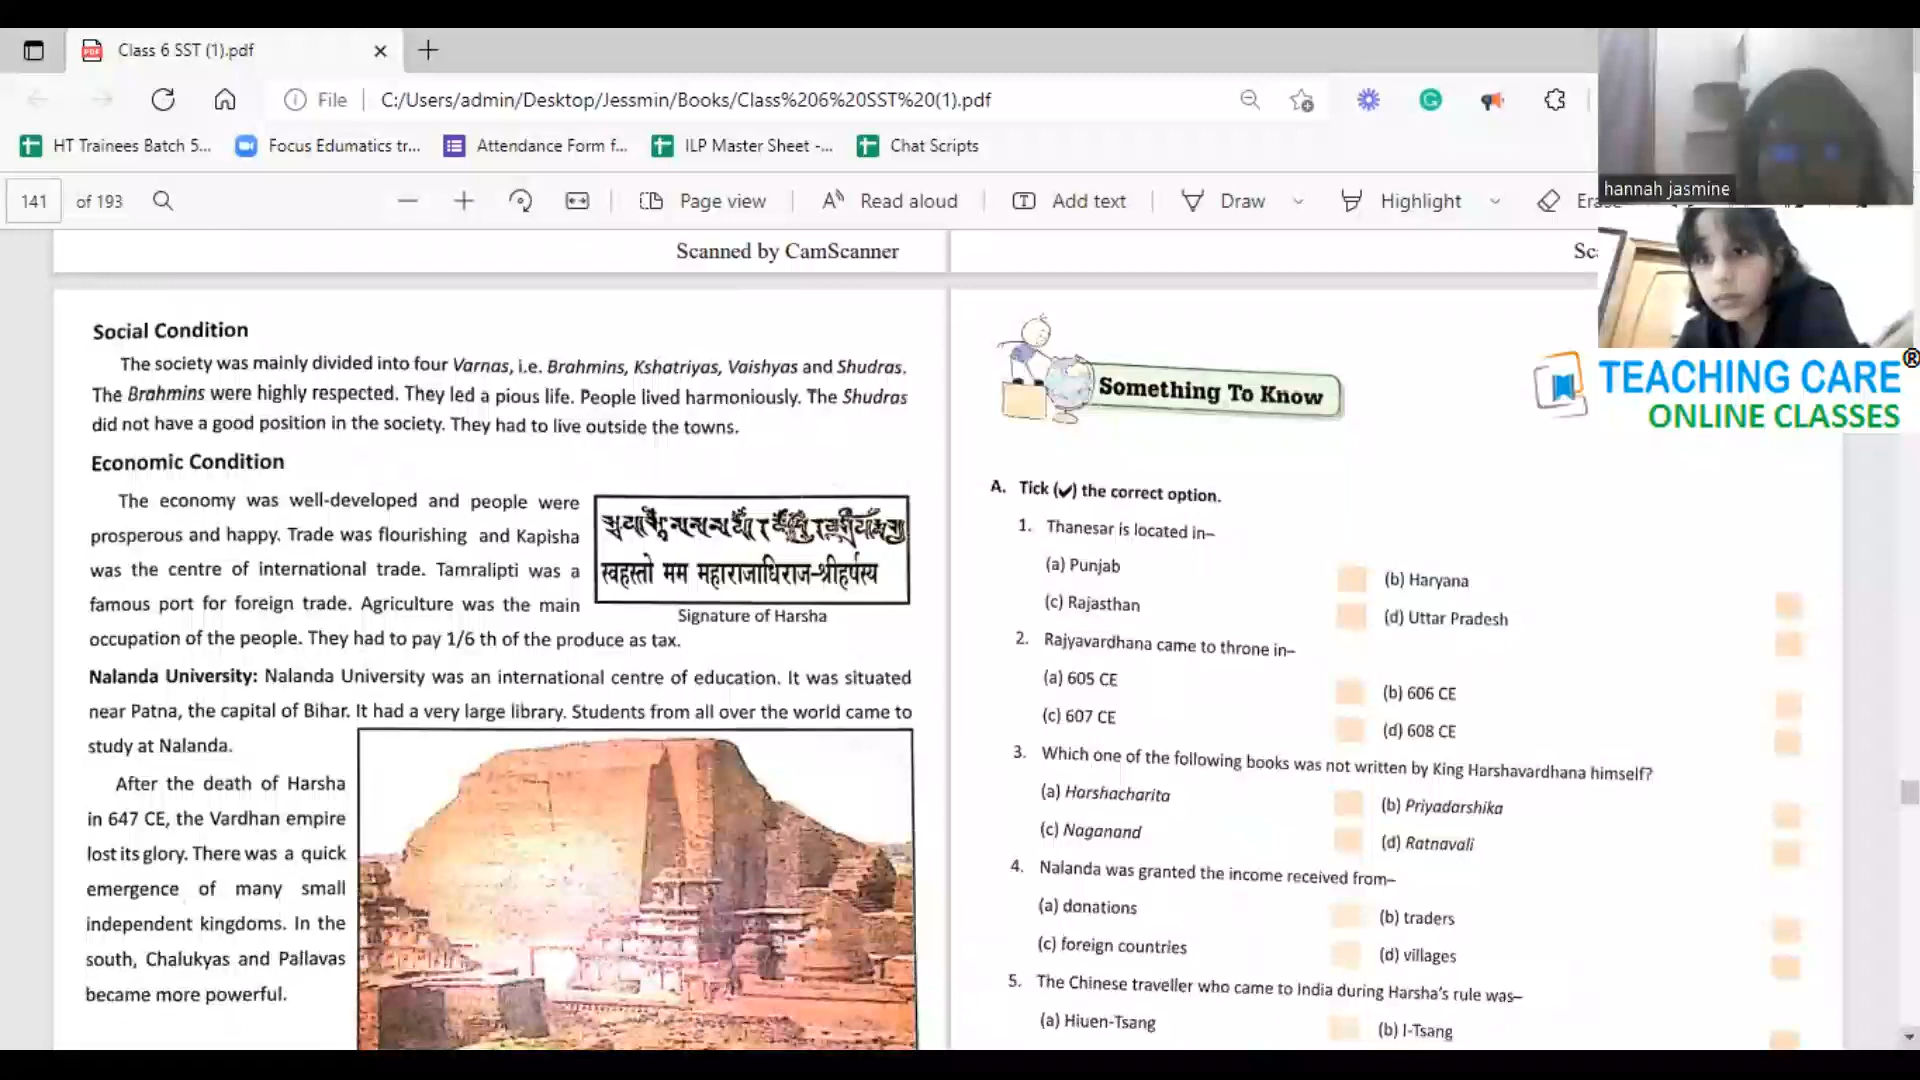 Class 6 SST (1).pdf
File
C:/Users/admin/Desktop/Jessmin/Books/Class%206%20SST%20(1).pdf
HT Trainees Batch 5...
Focus Edumatics tr...
Attendance Form f...
ILP Master Sheet -...
Chat Scripts
141 of 193
Page view
Read aloud
Add text
Draw
Highlight
hannah jasmine
TEACHING CARE®
ONLINE CLASSES
Scanned by CamScanner
Social Condition
The society was mainly divided into four Varnas, i.e. Brahmins, Kshatriyas, Vaishyas and Shudras.
The Brahmins were highly respected. They led a pious life. People lived harmoniously. The Shudras
did not have a good position in the society. They had to live outside the towns.
Economic Condition
The economy was well-developed and people were
prosperous and happy. Trade was flourishing and Kapisha
was the centre of international trade. Tamralipti was a
famous port for foreign trade. Agriculture was the main
occupation of the people. They had to pay 1/6 th of the produce as tax.
स्वहस्तो मम महाराजाधिराज-श्रीहर्षस्य
Signature of Harsha
Nalanda University: Nalanda University was an international centre of education. It was situated
near Patna, the capital of Bihar. It had a very large library. Students from all over the world came to
study at Nalanda.
After the death of Harsha
in 647 CE, the Vardhan empire
lost its glory. There was a quick
emergence of many small
independent kingdoms. In the
south, Chalukyas and Pallavas
became more powerful.
Something To Know
A. Tick (✓) the correct option.
1. Thanesar is located in–
(a) Punjab
(b) Haryana
(c) Rajasthan
(d) Uttar Pradesh
2. Rajyavardhana came to throne in–
(a) 605 CE
(b) 606 CE
(c) 607 CE
(d) 608 CE
3. Which one of the following books was not written by King Harshavardhana himself?
(a) Harshacharita
(b) Priyadarshika
(c) Naganand
(d) Ratnavali
4. Nalanda was granted the income received from–
(a) donations
(b) traders
(c) foreign countries
(d) villages
5. The Chinese traveller who came to India during Harsha's rule was–
(a) Hiuen-Tsang
(b) I-Tsang